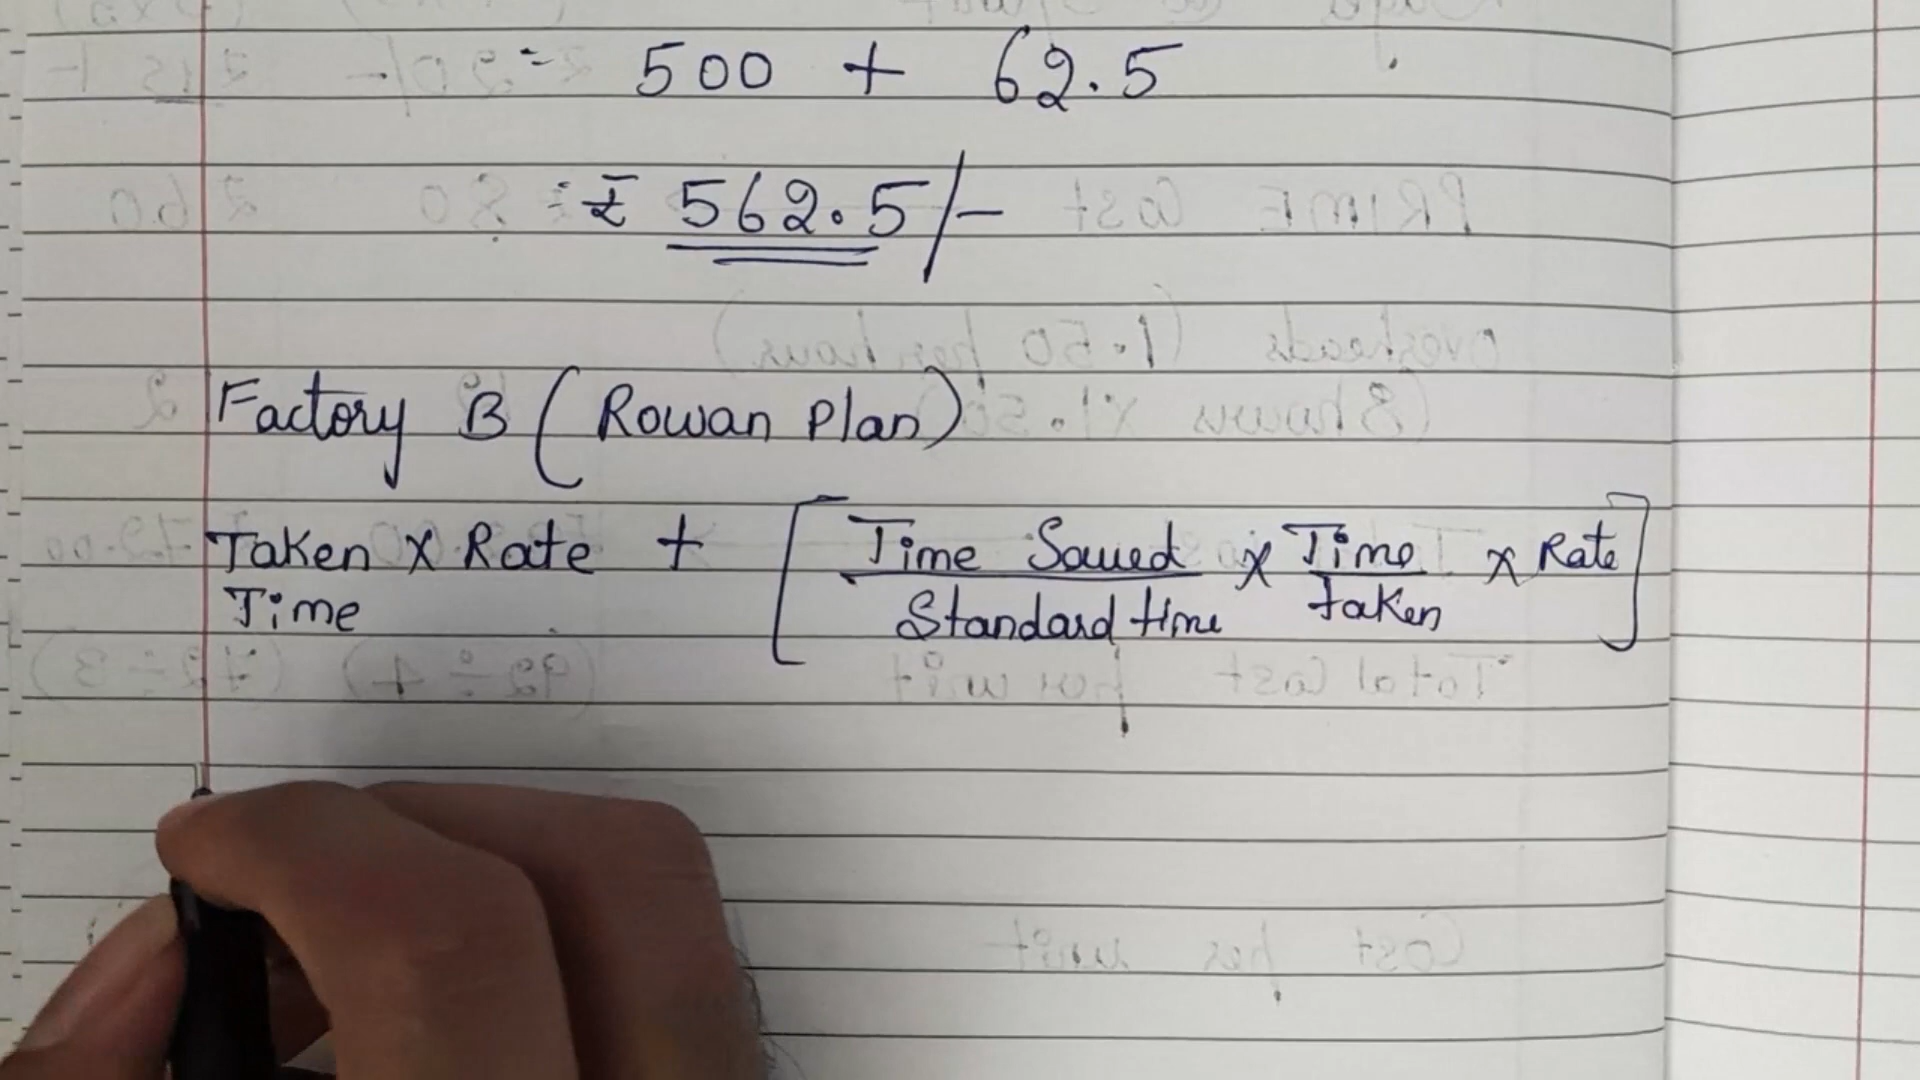 = 500 + 62.5
= ₹ 562.5/-
Factory B (Rowan Plan)
Taken x Rate + [Time Saved x Time x Rate]
Time Standard time taken